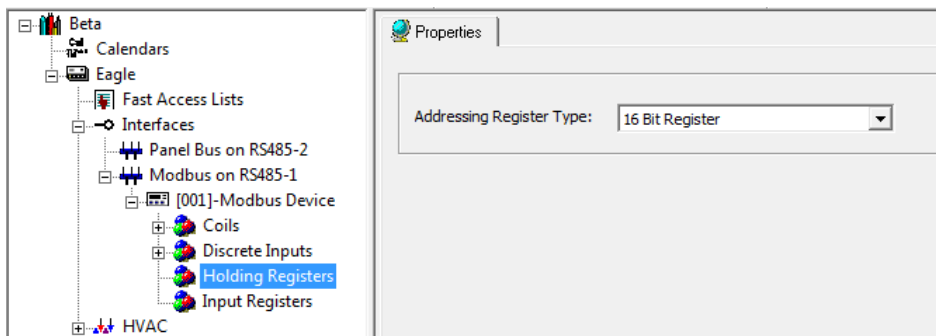 Beta
Calendars
Eagle
Fast Access Lists
Interfaces
Panel Bus on RS485-2
Modbus on RS485-1
[001]-Modbus Device
Coils
Discrete Inputs
Holding Registers
Input Registers
HVAC
Properties
Addressing Register Type: 16 Bit Register